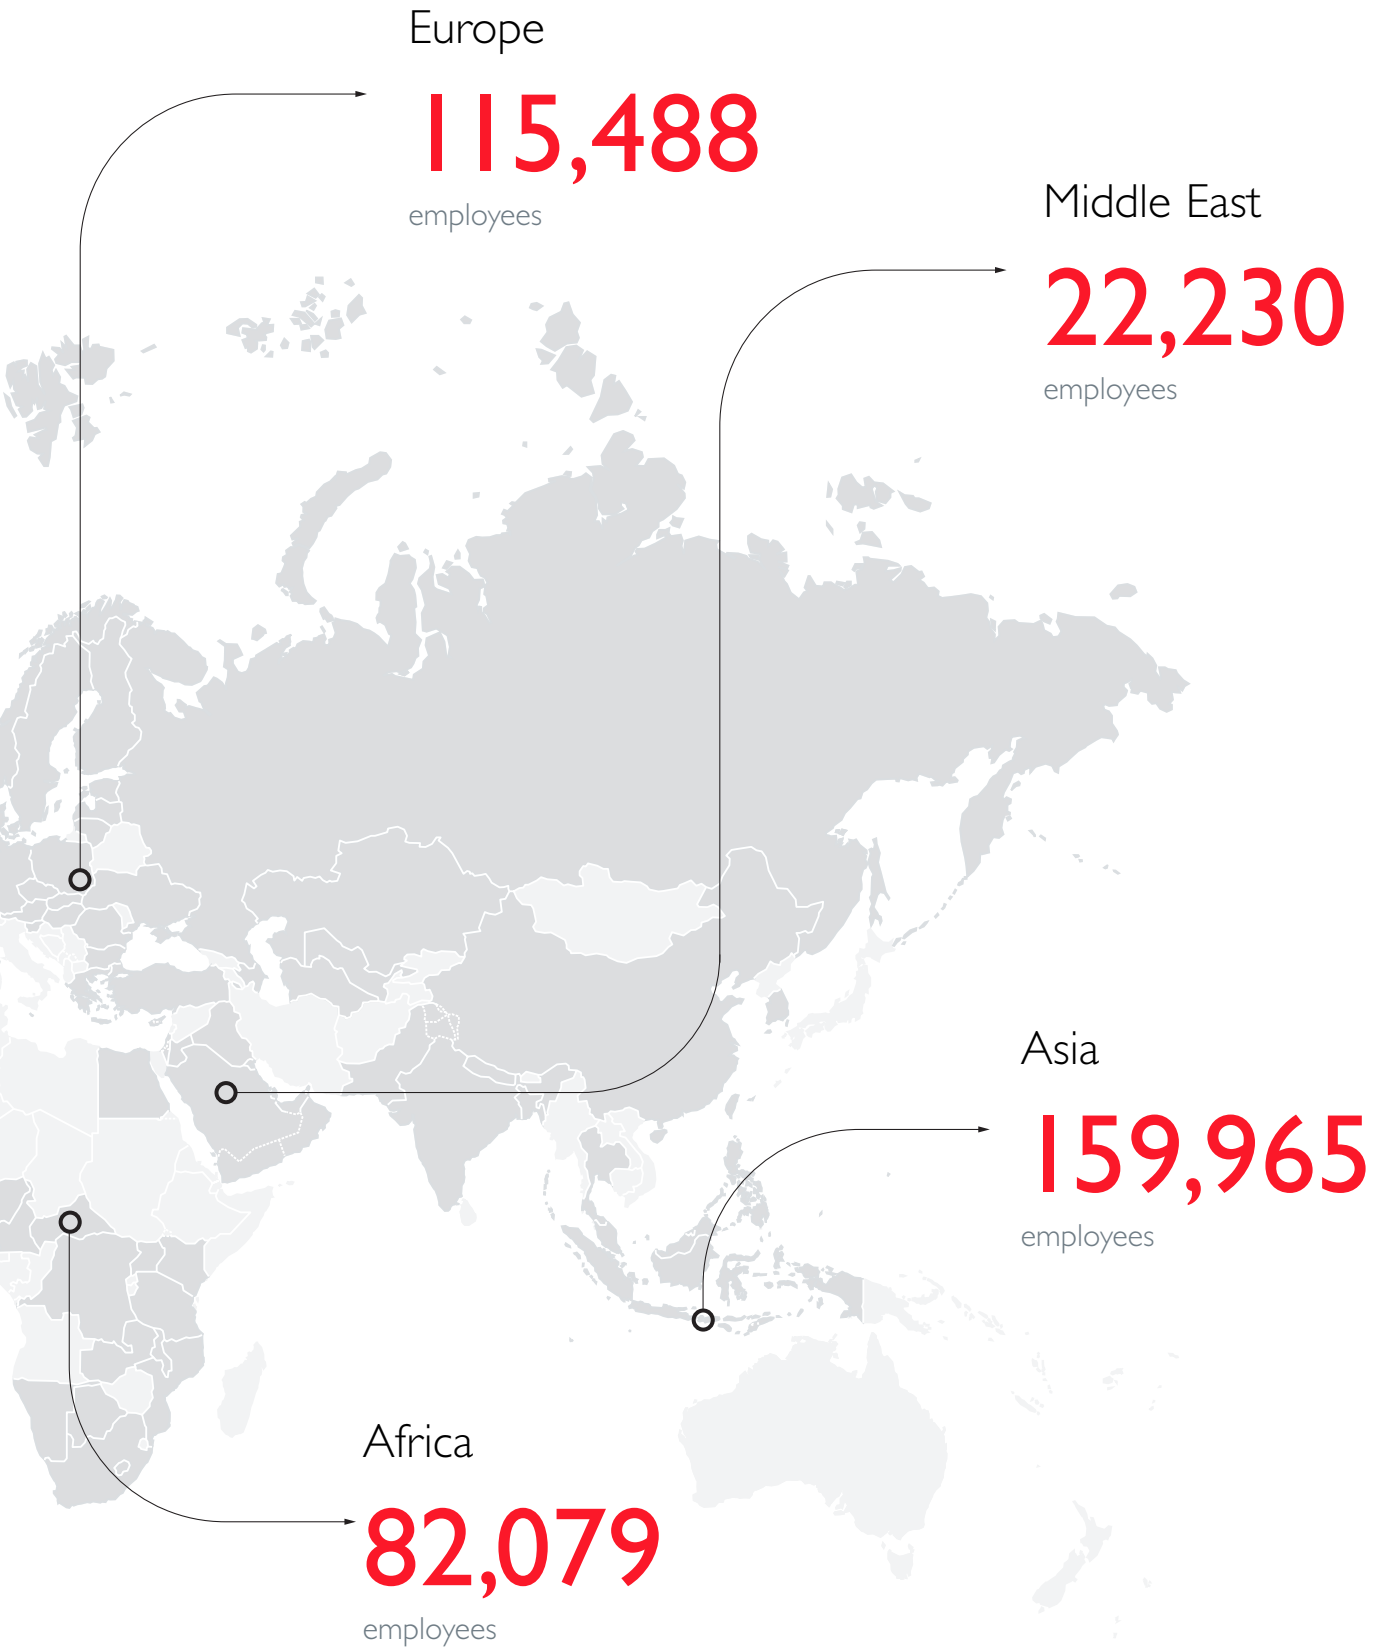 Europe
115,488
employees
Middle East
22,230
employees
Asia
159,965
employees
Africa
82,079
employees